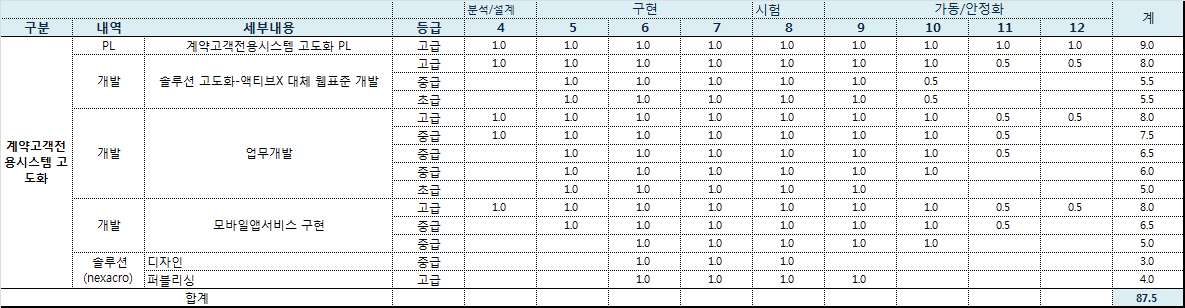 분석/설계 구현 시험 가동/안정화 계
구분 내역 세부내용 등급 4 5 6 7 8 9 10 11 12
PL 계약고객전용시스템 고도화 PL 고급 1.0 1.0 1.0 1.0 1.0 1.0 1.0 1.0 1.0 9.0
고급 1.0 1.0 1.0 1.0 1.0 1.0 1.0 0.5 0.5 8.0
개발 솔루션 고도화-액티브X 대체 웹표준 개발 중급 1.0 1.0 1.0 1.0 1.0 0.5 5.5
초급 1.0 1.0 1.0 1.0 1.0 0.5 5.5
고급 1.0 1.0 1.0 1.0 1.0 1.0 1.0 0.5 0.5 8.0
계약고객전
용시스템 고
도화
중급 1.0 1.0 1.0 1.0 1.0 1.0 1.0 0.5 7.5
개발 업무개발 중급 1.0 1.0 1.0 1.0 1.0 1.0 0.5 6.5
중급 1.0 1.0 1.0 1.0 1.0 1.0 6.0
초급 1.0 1.0 1.0 1.0 1.0 5.0
고급 1.0 1.0 1.0 1.0 1.0 1.0 1.0 0.5 0.5 8.0
개발 모바일앱서비스 구현 중급 1.0 1.0 1.0 1.0 1.0 1.0 0.5 6.5
중급 1.0 1.0 1.0 1.0 1.0 5.0
솔루션
(nexacro)
디자인 중급 1.0 1.0 1.0 3.0
퍼블리싱 고급 1.0 1.0 1.0 1.0 4.0
합계 87.5